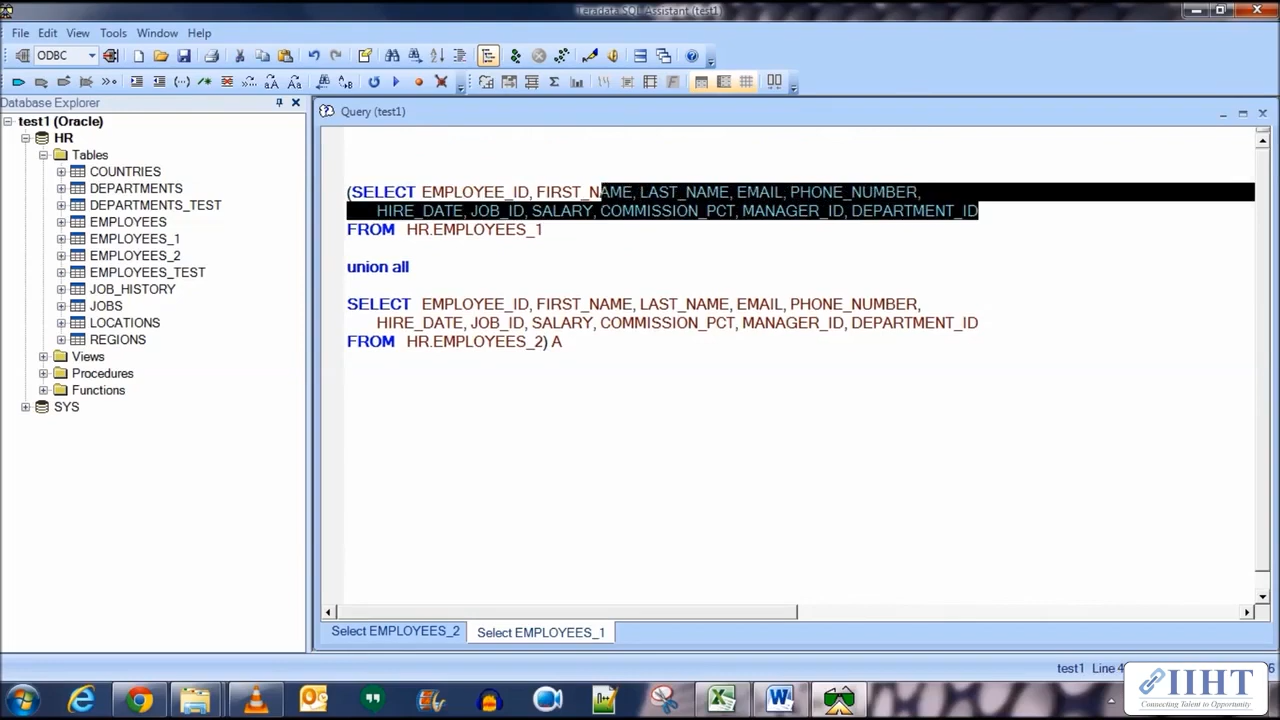 Teradata SQL Assistant (test1)
File Edit View Tools Window Help
ODBC
Database Explorer
Query (test1)
test1 (Oracle)
HR
Tables
COUNTRIES
DEPARTMENTS
DEPARTMENTS_TEST
EMPLOYEES
EMPLOYEES_1
EMPLOYEES_2
EMPLOYEES_TEST
JOB_HISTORY
JOBS
LOCATIONS
REGIONS
Views
Procedures
Functions
SYS
(SELECT EMPLOYEE_ID, FIRST_NAME, LAST_NAME, EMAIL, PHONE_NUMBER,
HIRE_DATE, JOB_ID, SALARY, COMMISSION_PCT, MANAGER_ID, DEPARTMENT_ID
FROM HR.EMPLOYEES_1
union all
SELECT EMPLOYEE_ID, FIRST_NAME, LAST_NAME, EMAIL, PHONE_NUMBER,
HIRE_DATE, JOB_ID, SALARY, COMMISSION_PCT, MANAGER_ID, DEPARTMENT_ID
FROM HR.EMPLOYEES_2) A
Select EMPLOYEES_2 Select EMPLOYEES_1
test1 Line
IIHT
Connecting Talent to Opportunity